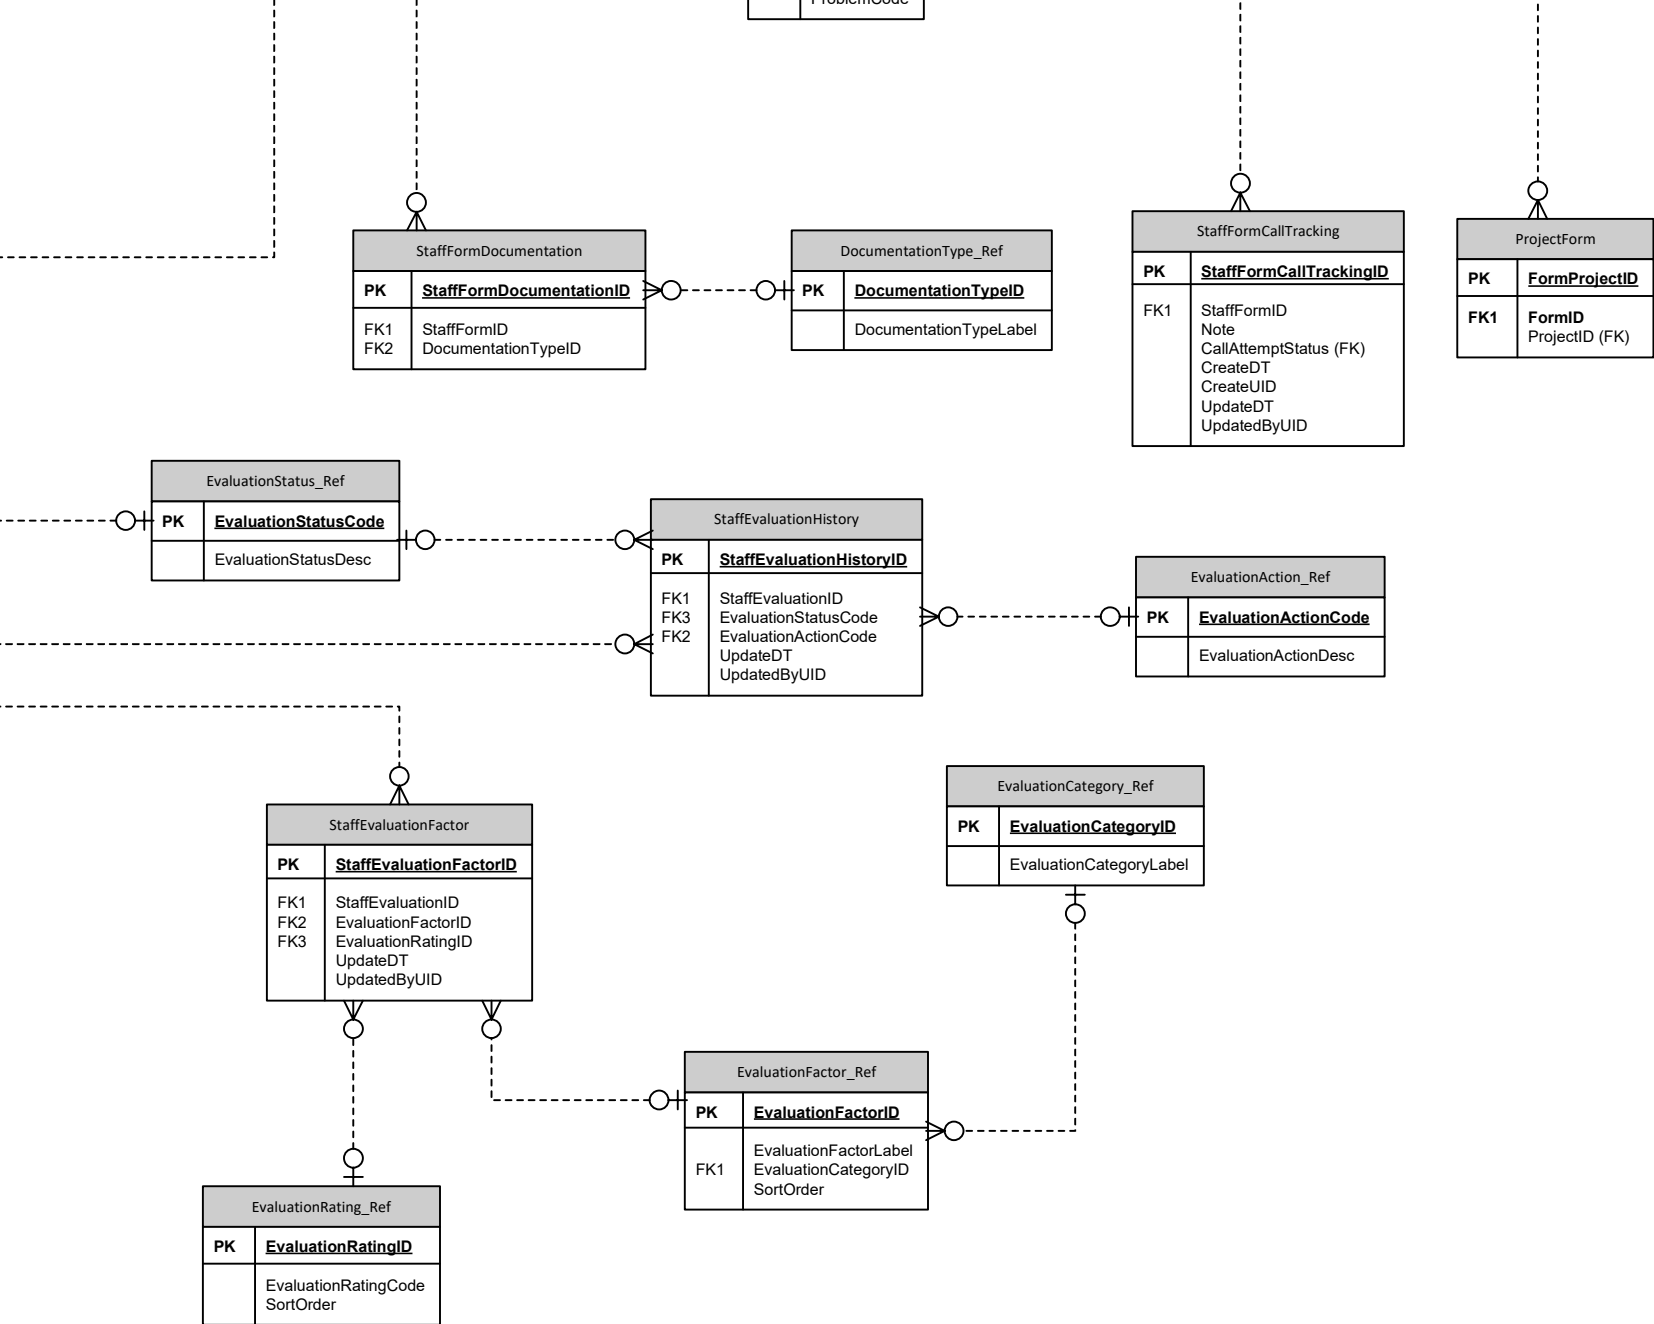 ProblemCode
StaffFormDocumentation
PK StaffFormDocumentationID
FK1 StaffFormID
FK2 DocumentationTypeID
DocumentationType_Ref
PK DocumentationTypeID
DocumentationTypeLabel
StaffFormCallTracking
PK StaffFormCallTrackingID
FK1 StaffFormID
Note
CallAttemptStatus (FK)
CreateDT
CreateUID
UpdateDT
UpdatedByUID
ProjectForm
PK FormProjectID
FK1 FormID
ProjectID (FK)
EvaluationStatus_Ref
PK EvaluationStatusCode
EvaluationStatusDesc
StaffEvaluationHistory
PK StaffEvaluationHistoryID
FK1 StaffEvaluationID
FK3 EvaluationStatusCode
FK2 EvaluationActionCode
UpdateDT
UpdatedByUID
EvaluationAction_Ref
PK EvaluationActionCode
EvaluationActionDesc
StaffEvaluationFactor
PK StaffEvaluationFactorID
FK1 StaffEvaluationID
FK2 EvaluationFactorID
FK3 EvaluationRatingID
UpdateDT
UpdatedByUID
EvaluationCategory_Ref
PK EvaluationCategoryID
EvaluationCategoryLabel
EvaluationFactor_Ref
PK EvaluationFactorID
EvaluationFactorLabel
FK1 EvaluationCategoryID
SortOrder
EvaluationRating_Ref
PK EvaluationRatingID
EvaluationRatingCode
SortOrder